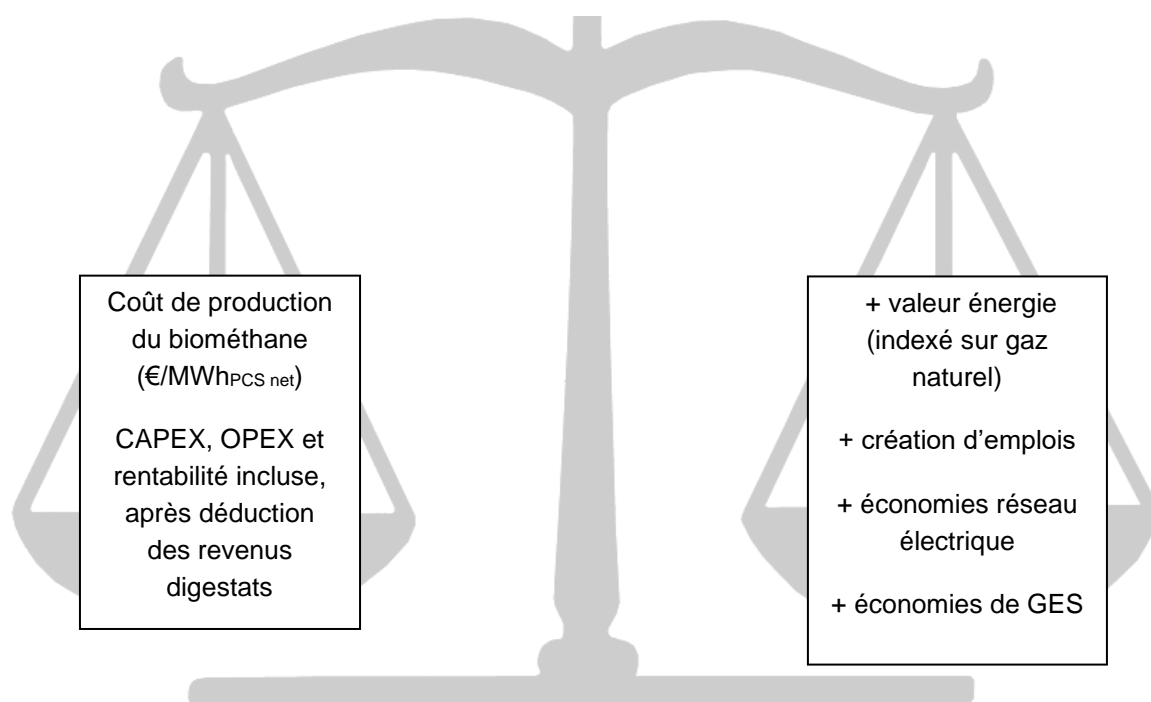 Coût de production
du biométhane
(€/MWhPCS net)
CAPEX, OPEX et
rentabilité incluse,
après déduction
des revenus
digestats
+ valeur énergie
(indexé sur gaz
naturel)
+ création d'emplois
+ économies réseau
électrique
+ économies de GES